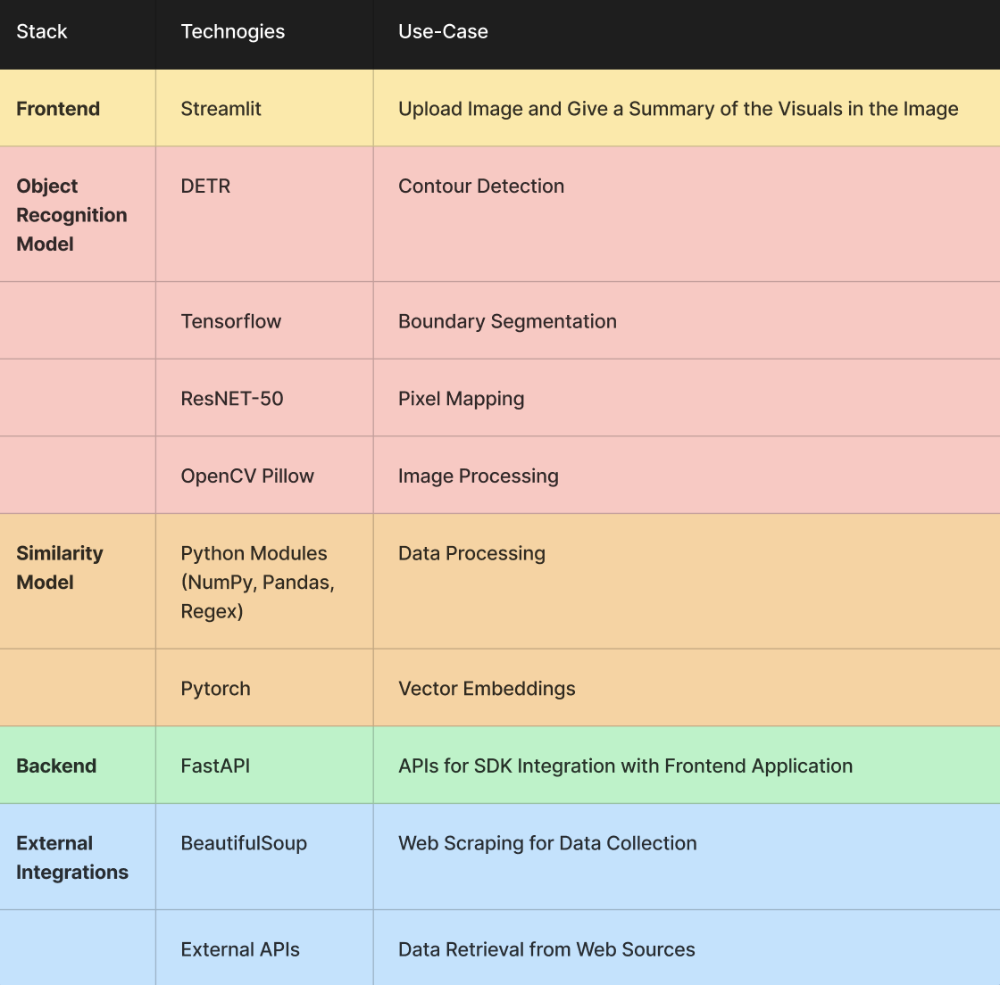 Stack Technogies Use-Case
Frontend Streamlit Upload Image and Give a Summary of the Visuals in the Image
Object DETR Contour Detection
Recognition
Model
Tensorflow Boundary Segmentation
ResNET-50 Pixel Mapping
OpenCV Pillow Image Processing
Similarity Python Modules Data Processing
Model (NumPy, Pandas,
Regex)
Pytorch Vector Embeddings
Backend FastAPI APIs for SDK Integration with Frontend Application
External BeautifulSoup Web Scraping for Data Collection
Integrations
External APIs Data Retrieval from Web Sources